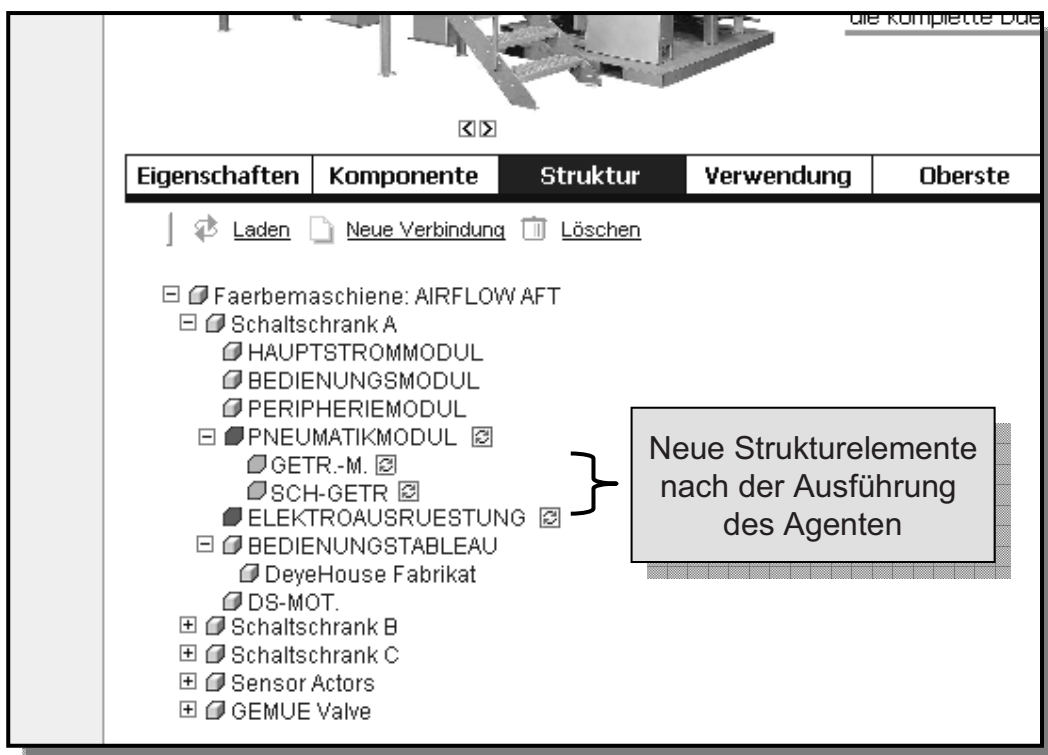 die komplette Due
Eigenschaften Komponente Struktur Verwendung Oberste
Laden Neue Verbindung Löschen
Faerbemaschiene: AIRFLOW AFT
Schaltschrank A
HAUPTSTROMMODUL
BEDIENUNGSMODUL
PERIPHERIEMODUL
PNEUMATIKMODUL
GETR.-M.
SCH-GETR
ELEKTROAUSRUESTUNG
BEDIENUNGSTABLEAU
DeyeHouse Fabrikat
DS-MOT.
Schaltschrank B
Schaltschrank C
Sensor Actors
GEMUE Valve
Neue Strukturelemente
nach der Ausführung
des Agenten